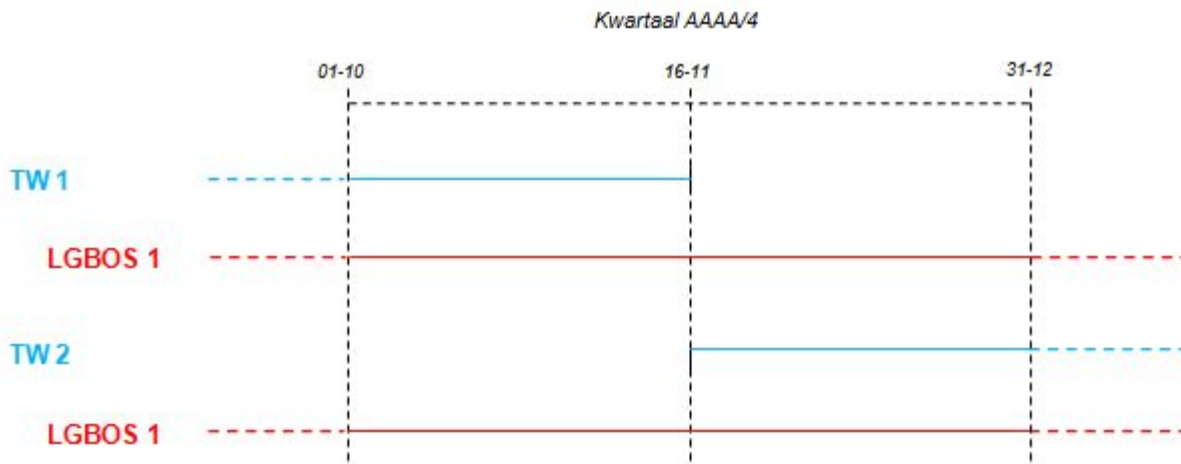 Kwartaal AAAA/4
01-10 16-11 31-12
TW 1
LGBOS 1
TW 2
LGBOS 1